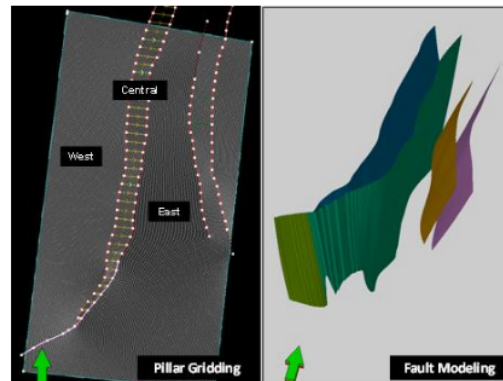 Central
West
East
Pillar Gridding
Fault Modeling